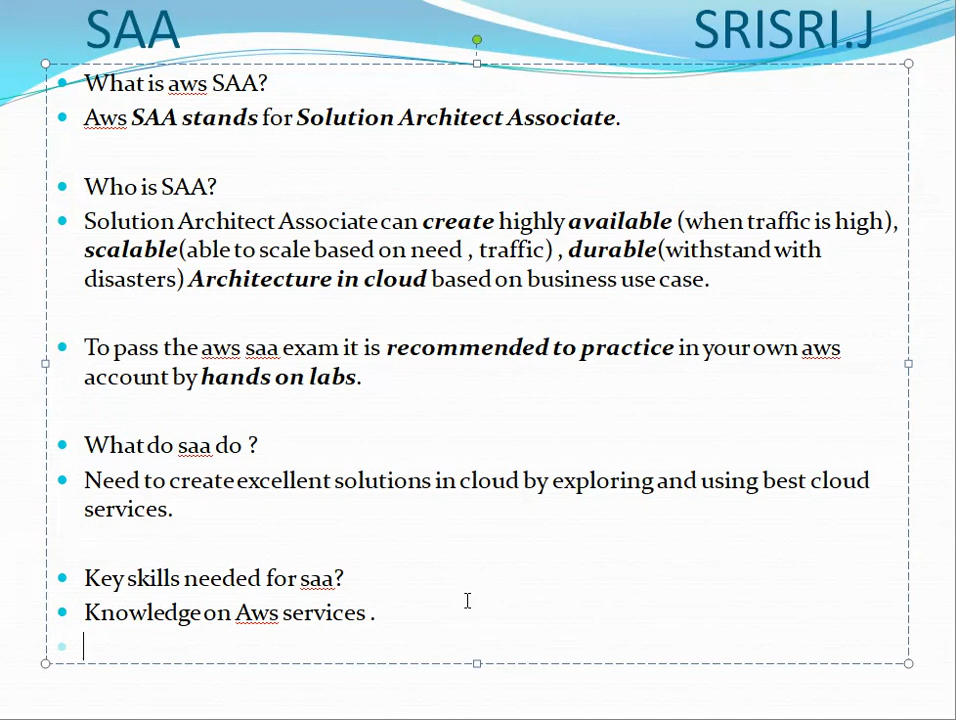 SAA SRISRI.J
What is aws SAA?
Aws SAA stands for Solution Architect Associate.
Who is SAA?
Solution Architect Associate can create highly available (when traffic is high),
scalable(able to scale based on need , traffic) , durable(withstand with
disasters) Architecture in cloud based on business use case.
To pass the aws saa exam it is recommended to practice in your own aws
account by hands on labs.
What do saa do ?
Need to create excellent solutions in cloud by exploring and using best cloud
services.
Key skills needed for saa?
Knowledge on Aws services .